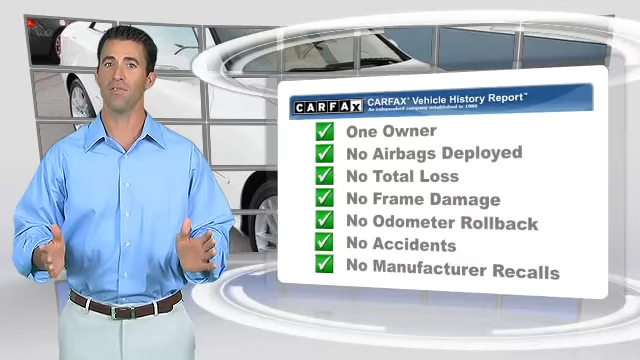 CARFAX CARFAX® Vehicle History Report™
An independent company established in 1986
One Owner
No Airbags Deployed
No Total Loss
No Frame Damage
No Odometer Rollback
No Accidents
No Manufacturer Recalls